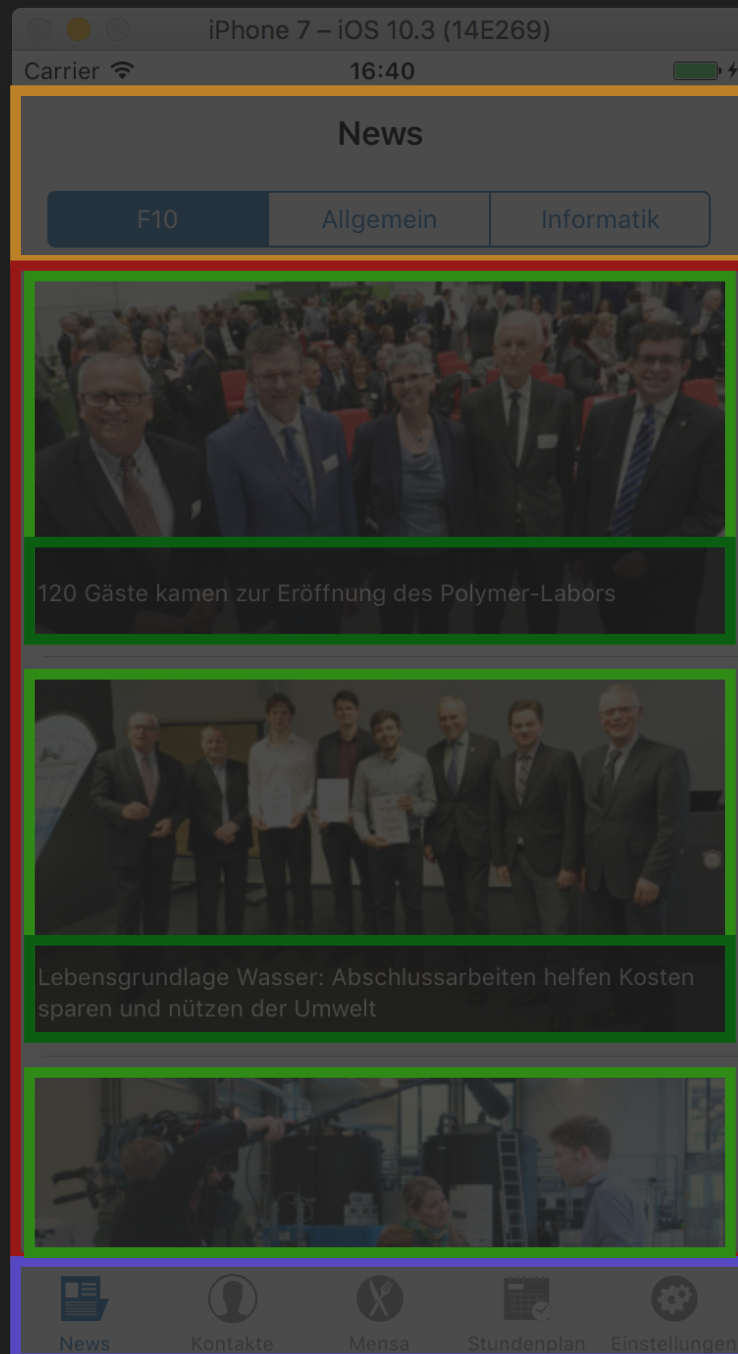 iPhone 7 – iOS 10.3 (14E269)
Carrier 16:40
News
F10 Allgemein Informatik
120 Gäste kamen zur Eröffnung des Polymer-Labors
Lebensgrundlage Wasser: Abschlussarbeiten helfen Kosten
sparen und nützen der Umwelt
News Kontakte Mensa Stundenplan Einstellungen